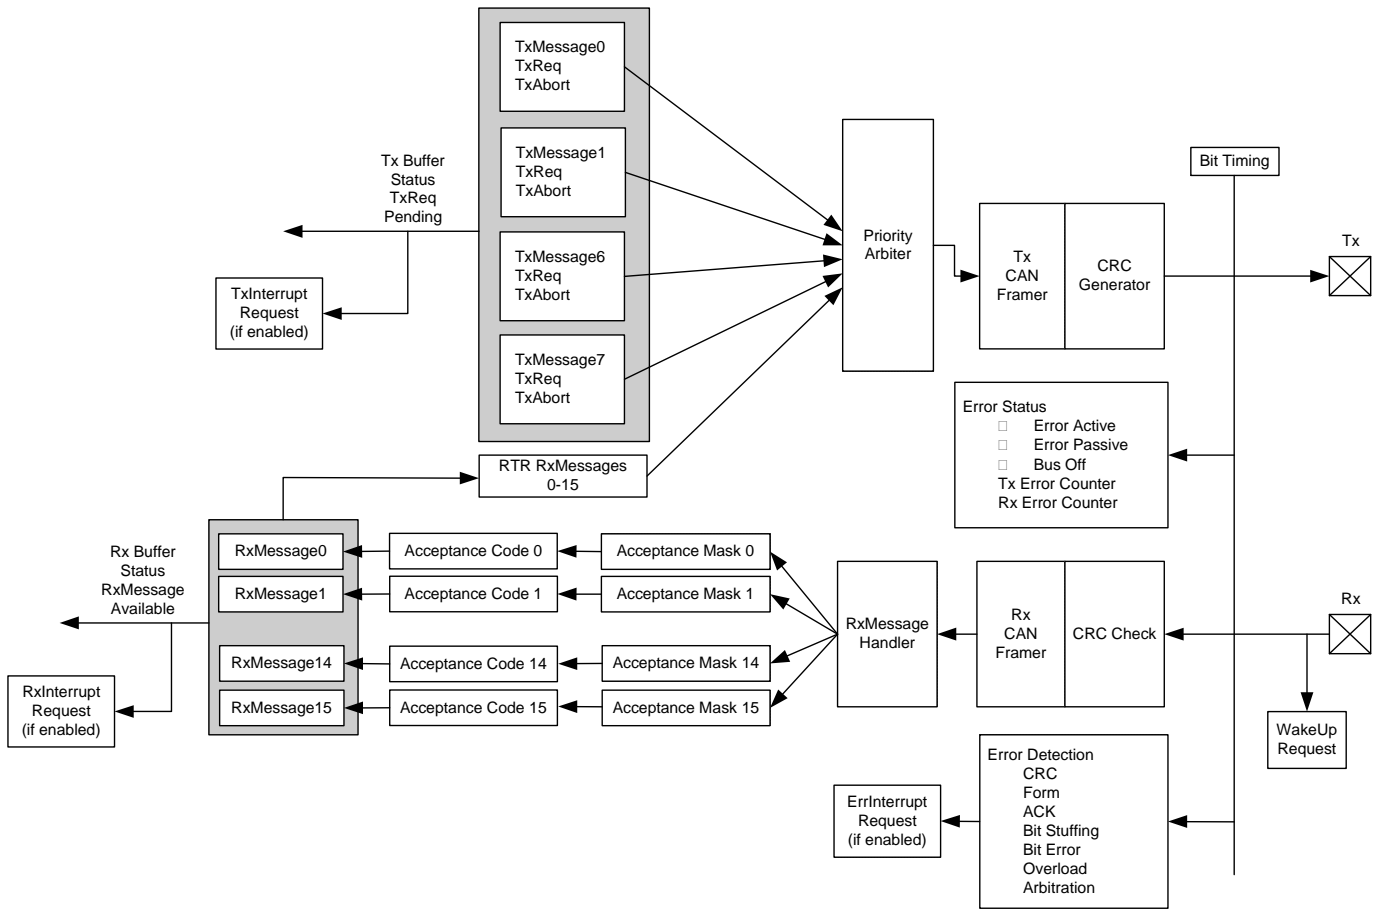 TxMessage0
TxReq
TxAbort
TxMessage1
TxReq
TxAbort
TxMessage6
TxReq
TxAbort
TxMessage7
TxReq
TxAbort
Tx Buffer
Status
TxReq
Pending
TxInterrupt
Request
(if enabled)
Priority
Arbiter
Tx
CAN
Framer
CRC
Generator
Bit Timing
Tx
Error Status
Error Active
Error Passive
Bus Off
Tx Error Counter
Rx Error Counter
RTR RxMessages
0-15
Rx Buffer
Status
RxMessage
Available
RxInterrupt
Request
(if enabled)
RxMessage0
Acceptance Code 0
Acceptance Mask 0
RxMessage1
Acceptance Code 1
Acceptance Mask 1
RxMessage14
Acceptance Code 14
Acceptance Mask 14
RxMessage15
Acceptance Code 15
Acceptance Mask 15
RxMessage
Handler
Rx
CAN
Framer
CRC Check
Rx
WakeUp
Request
ErrInterrupt
Request
(if enabled)
Error Detection
CRC
Form
ACK
Bit Stuffing
Bit Error
Overload
Arbitration